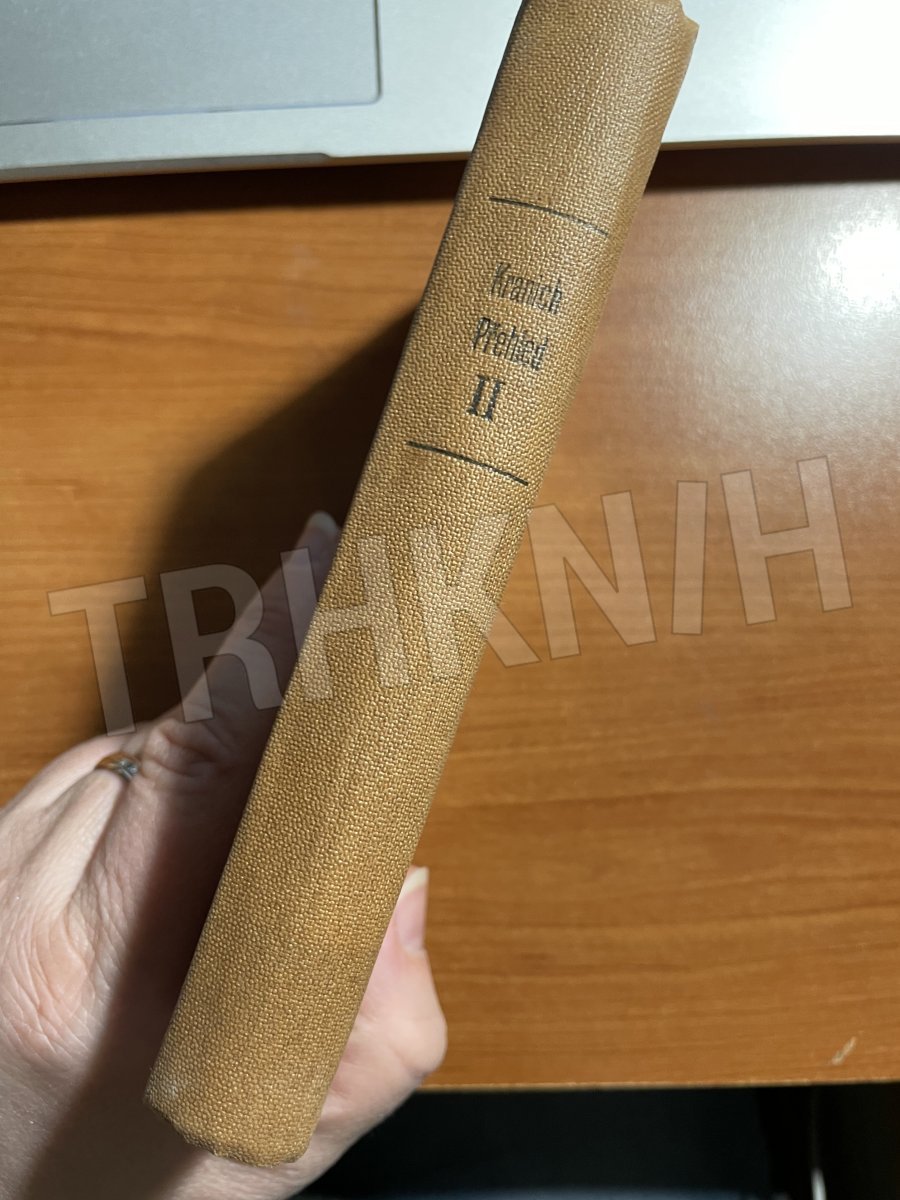 Kranich
Přehled
II
TRHKNIH